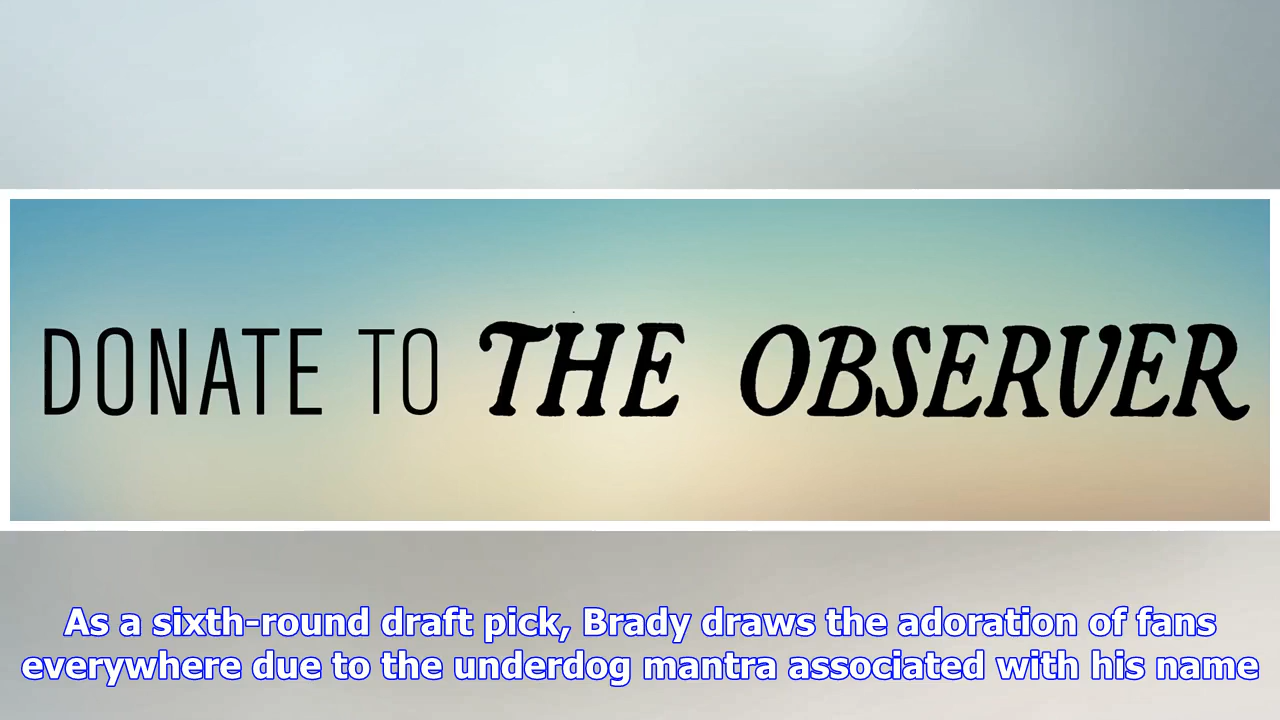 DONATE TO THE OBSERVER
As a sixth-round draft pick, Brady draws the adoration of fans
everywhere due to the underdog mantra associated with his name